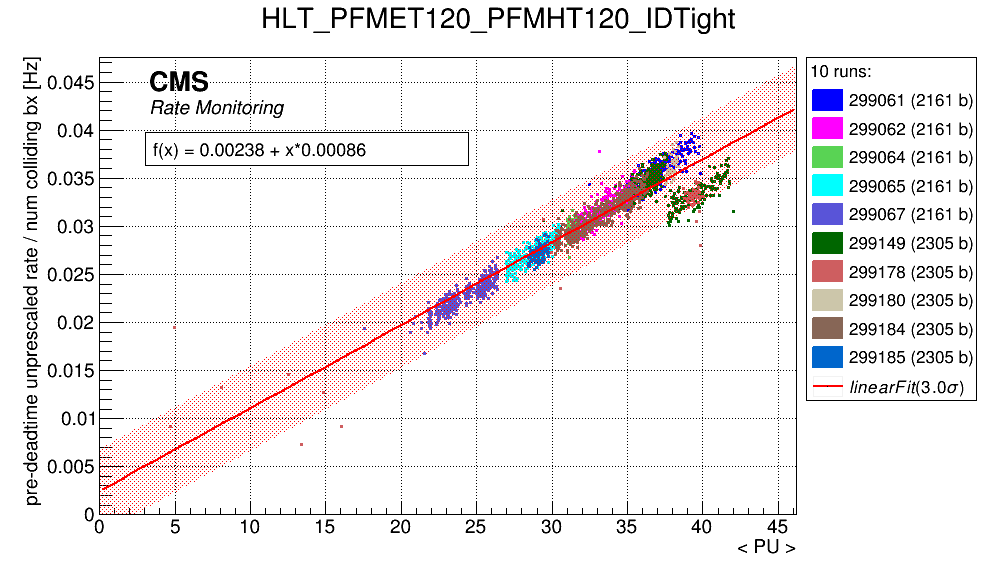 HLT_PFMET120_PFMHT120_IDTight
pre-deadtime unprescaled rate / num colliding bx [Hz]
0.045
0.04
0.035
0.03
0.025
0.02
0.015
0.01
0.005
0
CMS
Rate Monitoring
f(x) = 0.00238 + x*0.00086
0 5 10 15 20 25 30 35 40 45
< PU >
10 runs:
299061 (2161 b)
299062 (2161 b)
299064 (2161 b)
299065 (2161 b)
299067 (2161 b)
299149 (2305 b)
299178 (2305 b)
299180 (2305 b)
299184 (2305 b)
299185 (2305 b)
linearFit(3.0σ)